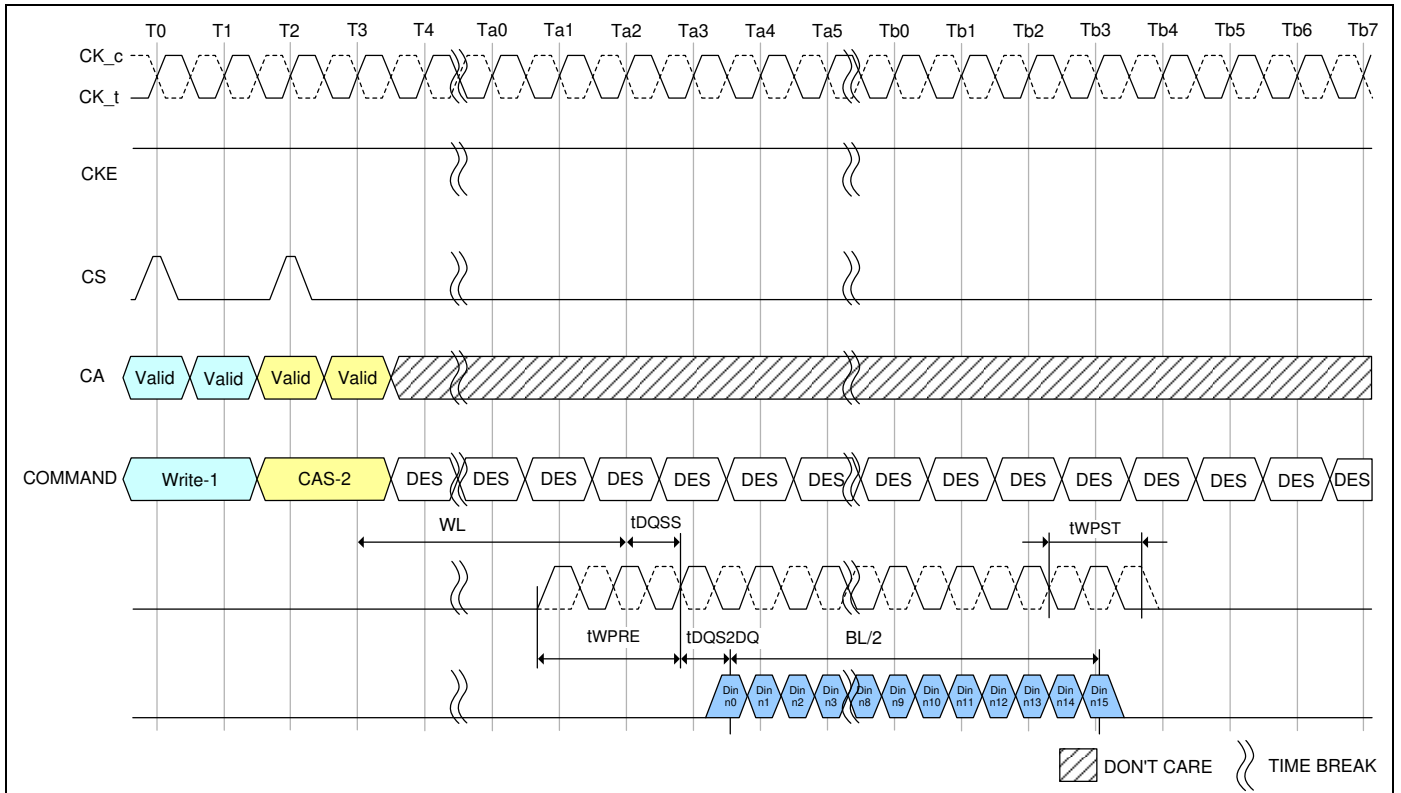 T0 T1 T2 T3 T4 Ta0 Ta1 Ta2 Ta3 Ta4 Ta5 Tb0 Tb1 Tb2 Tb3 Tb4 Tb5 Tb6 Tb7
CK_c
CK_t
CKE
CS
CA Valid Valid Valid Valid
COMMAND Write-1 CAS-2 DES DES DES DES DES DES DES DES DES DES DES DES DES DES DES
WL tDQSS tWPST
tWPRE tDQS2DQ BL/2
Din Din Din Din Din Din Din Din Din Din Din Din
n0 n1 n2 n3 n8 n9 n10 n11 n12 n13 n14 n15
DON'T CARE TIME BREAK